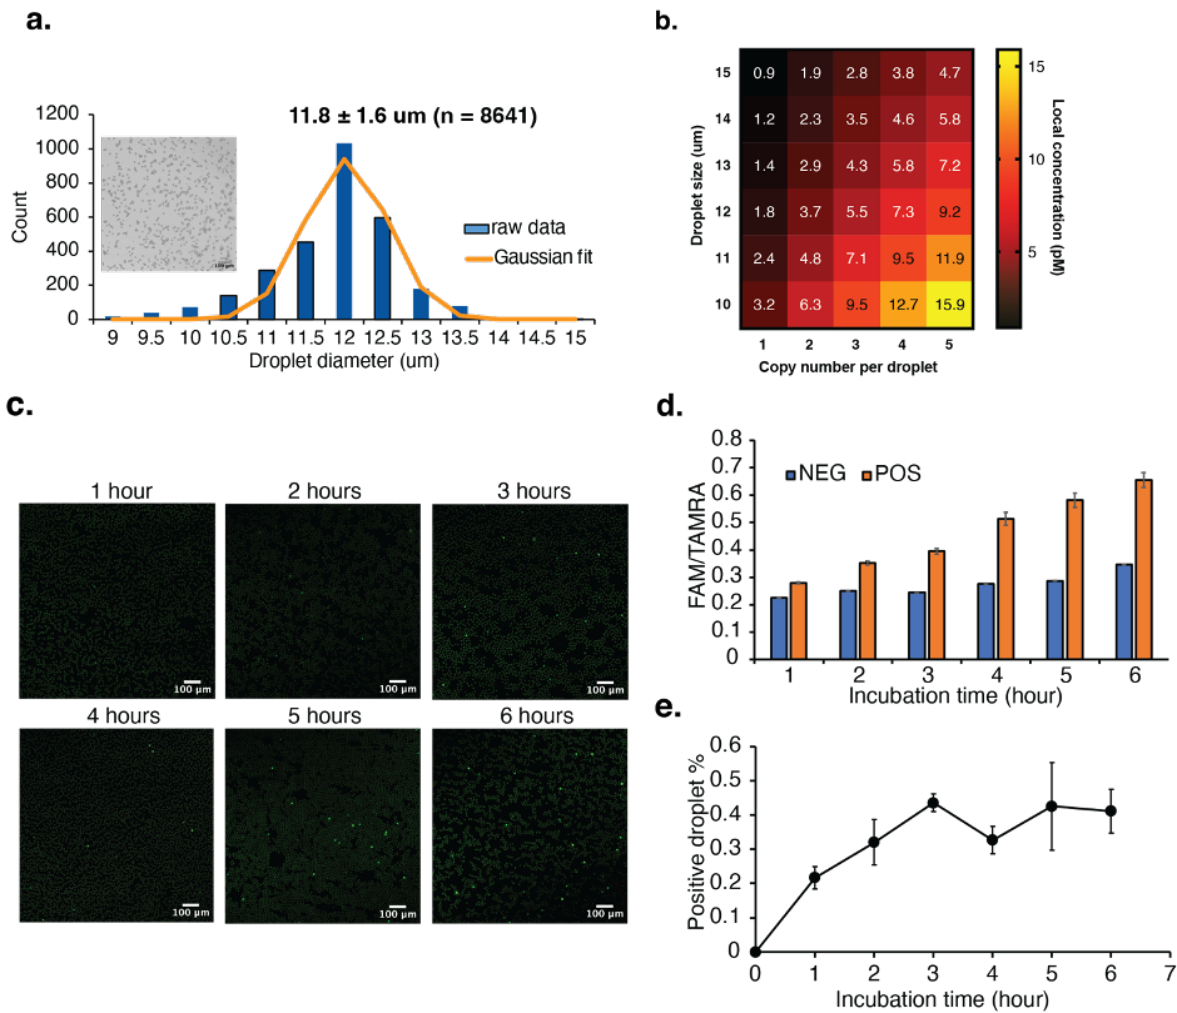 a.
11.8 ± 1.6 um (n = 8641)
Count
1200
1000
800
600
400
200
0
100 µm
raw data
Gaussian fit
9 9.5 10 10.5 11 11.5 12 12.5 13 13.5 14 14.5 15
Droplet diameter (um)
b.
Droplet size (um)
15 0.9 1.9 2.8 3.8 4.7
14 1.2 2.3 3.5 4.6 5.8
13 1.4 2.9 4.3 5.8 7.2
12 1.8 3.7 5.5 7.3 9.2
11 2.4 4.8 7.1 9.5 11.9
10 3.2 6.3 9.5 12.7 15.9
1 2 3 4 5
Copy number per droplet
15
10
5
Local concentration (pM)
c.
1 hour 2 hours 3 hours
100 µm 100 µm 100 µm
4 hours 5 hours 6 hours
100 µm 100 µm 100 µm
d.
FAM/TAMRA
0.8
0.7
0.6
0.5
0.4
0.3
0.2
0.1
0
NEG POS
1 2 3 4 5 6
Incubation time (hour)
e.
Positive droplet %
0.6
0.5
0.4
0.3
0.2
0.1
0
0 1 2 3 4 5 6 7
Incubation time (hour)